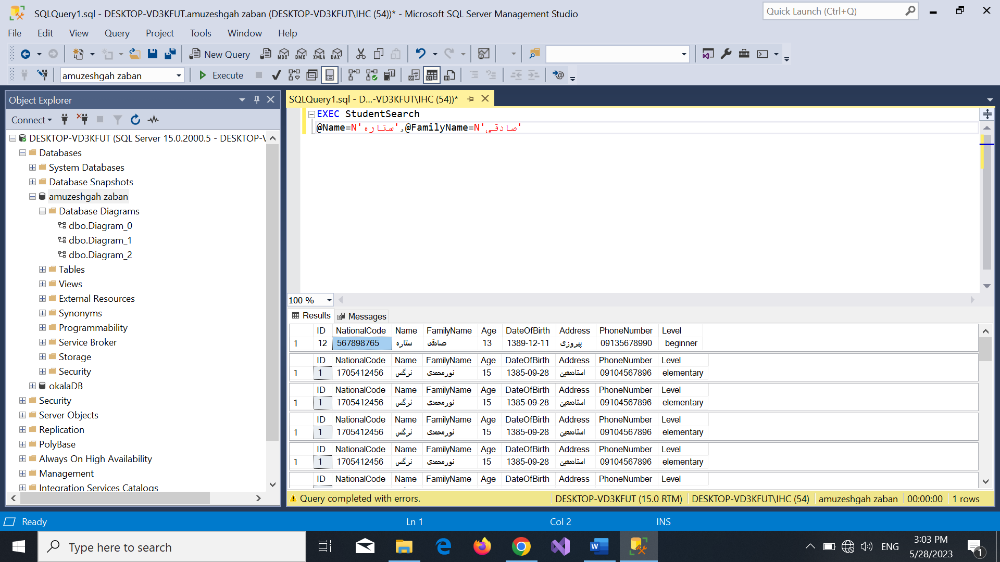 SQLQuery1.sql - DESKTOP-VD3KFUT.amuzeshgah zaban (DESKTOP-VD3KFUT\IHC (54))* - Microsoft SQL Server Management Studio
Quick Launch (Ctrl+Q)
File Edit View Query Project Tools Window Help
New Query MDX DMX XMLA DAX
amuzeshgah zaban Execute
Object Explorer
Connect
DESKTOP-VD3KFUT (SQL Server 15.0.2000.5 - DESKTOP-V
Databases
System Databases
Database Snapshots
amuzeshgah zaban
Database Diagrams
dbo.Diagram_0
dbo.Diagram_1
dbo.Diagram_2
Tables
Views
External Resources
Synonyms
Programmability
Service Broker
Storage
Security
okalaDB
Security
Server Objects
Replication
PolyBase
Always On High Availability
Management
Integration Services Catalogs
SQLQuery1.sql - D...-VD3KFUT\IHC (54))*
EXEC StudentSearch
@Name=N'ستاره',@FamilyName=N'صادقی'
100 %
Results Messages
ID NationalCode Name FamilyName Age DateOfBirth Address PhoneNumber Level
1 12 567898765 ستاره صادقی 13 1389-12-11 پیروزی 09135678990 beginner
ID NationalCode Name FamilyName Age DateOfBirth Address PhoneNumber Level
1 1 1705412456 نرگس نورمحمدی 15 1385-09-28 استادمعین 09104567896 elementary
ID NationalCode Name FamilyName Age DateOfBirth Address PhoneNumber Level
1 1 1705412456 نرگس نورمحمدی 15 1385-09-28 استادمعین 09104567896 elementary
ID NationalCode Name FamilyName Age DateOfBirth Address PhoneNumber Level
1 1 1705412456 نرگس نورمحمدی 15 1385-09-28 استادمعین 09104567896 elementary
ID NationalCode Name FamilyName Age DateOfBirth Address PhoneNumber Level
1 1 1705412456 نرگس نورمحمدی 15 1385-09-28 استادمعین 09104567896 elementary
ID NationalCode Name FamilyName Age DateOfBirth Address PhoneNumber Level
Query completed with errors. DESKTOP-VD3KFUT (15.0 RTM) DESKTOP-VD3KFUT\IHC (54) amuzeshgah zaban 00:00:00 1 rows
Ready Ln 1 Col 2 INS
Type here to search
ENG
3:03 PM
5/28/2023
1